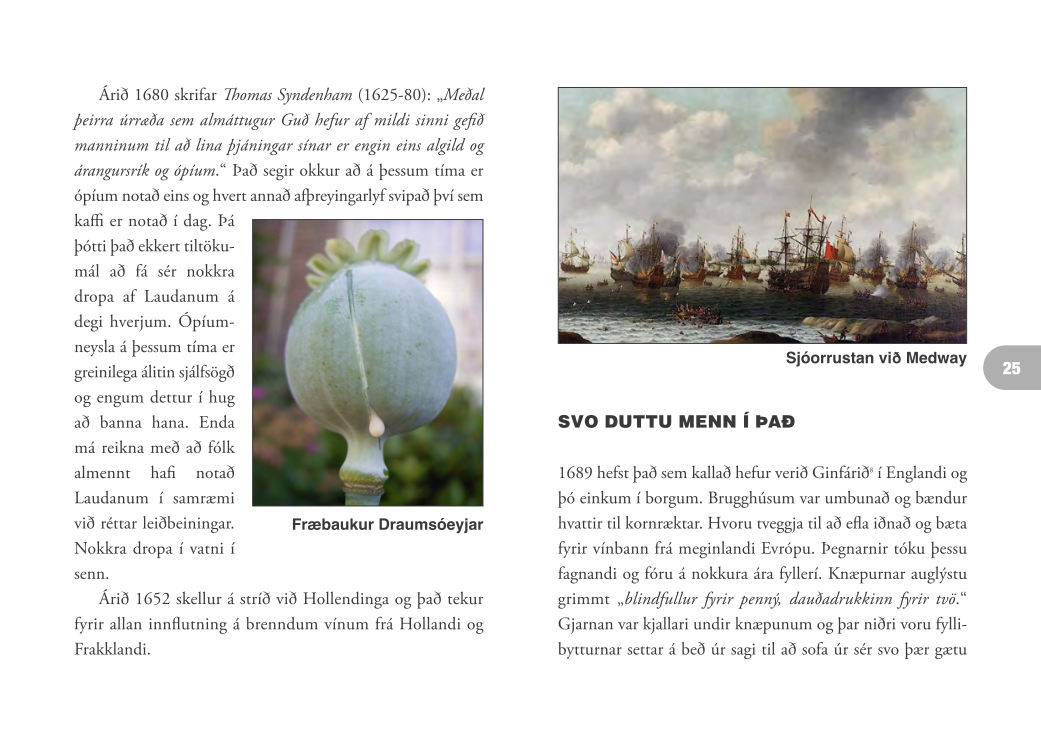 Árið 1680 skrifar Thomas Syndenham (1625-80): „Meðal
þeirra úrræða sem almáttugur Guð hefur af mildi sinni gefið
manninum til að lina þjáningar sínar er engin eins algild og
árangursrík og ópíum.“ Það segir okkur að á þessum tíma er
ópíum notað eins og hvert annað afþreyingarlyf svipað því sem
kaffi er notað í dag. Þá
þótti það ekkert tiltöku-
mál að fá sér nokkra
dropa af Laudanum á
degi hverjum. Ópíum-
neysla á þessum tíma er
greinilega álitin sjálfsögð
og engum dettur í hug
að banna hana. Enda
má reikna með að fólk
almennt hafi notað
Laudanum í samræmi
við réttar leiðbeiningar.
Nokkra dropa í vatni í
senn.
Fræbaukur Draumsóeyjar
Árið 1652 skellur á stríð við Hollendinga og það tekur
fyrir allan innflutning á brenndum vínum frá Hollandi og
Frakklandi.
Sjóorrustan við Medway
25
SVO DUTTU MENN Í ÞAÐ
1689 hefst það sem kallað hefur verið Ginfárið⁸ í Englandi og
þó einkum í borgum. Brugghúsum var umbunað og bændur
hvattir til kornræktar. Hvoru tveggja til að efla iðnað og bæta
fyrir vínbann frá meginlandi Evrópu. Þegnarnir tóku þessu
fagnandi og fóru á nokkura ára fyllerí. Knæpurnar auglýstu
grimmt „blindfullur fyrir penný, dauðadrukkinn fyrir tvö.“
Gjarnan var kjallari undir knæpunum og þar niðri voru fylli-
bytturnar settar á beð úr sagi til að sofa úr sér svo þær gætu